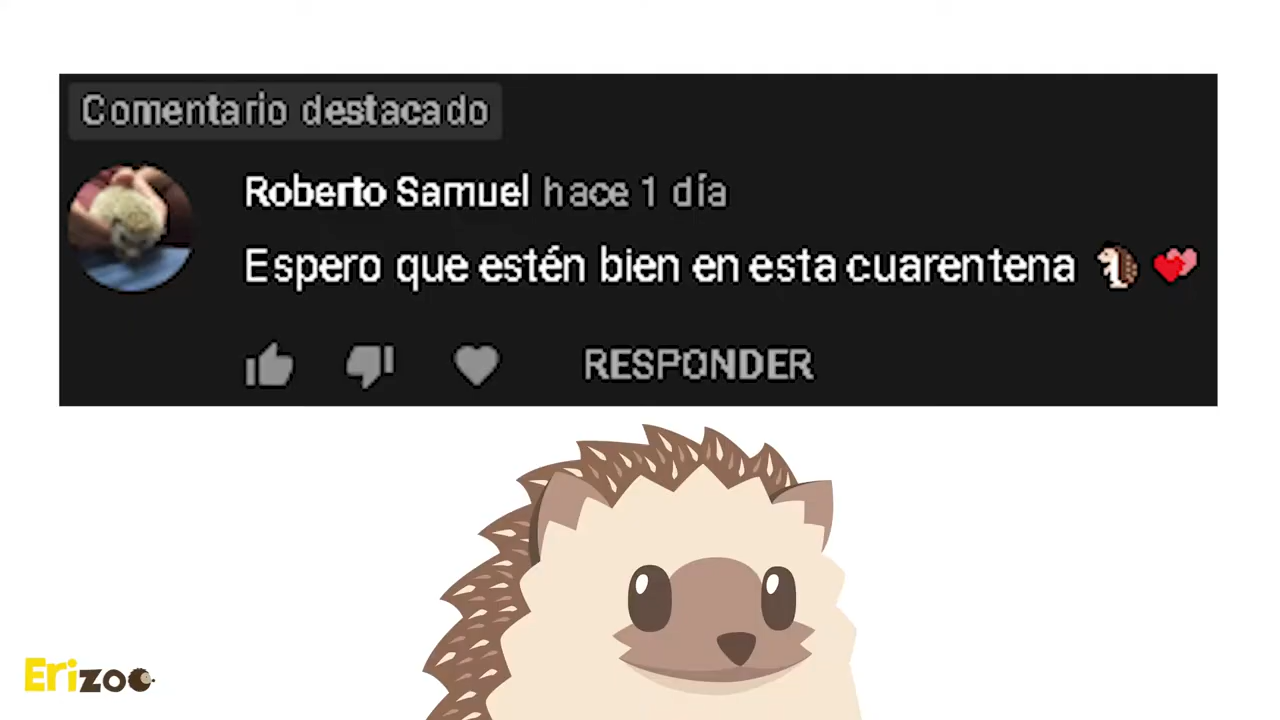 Comentario destacado
Roberto Samuel hace 1 día
Espero que estén bien en esta cuarentena 🦔 💕
RESPONDER
Erizoo